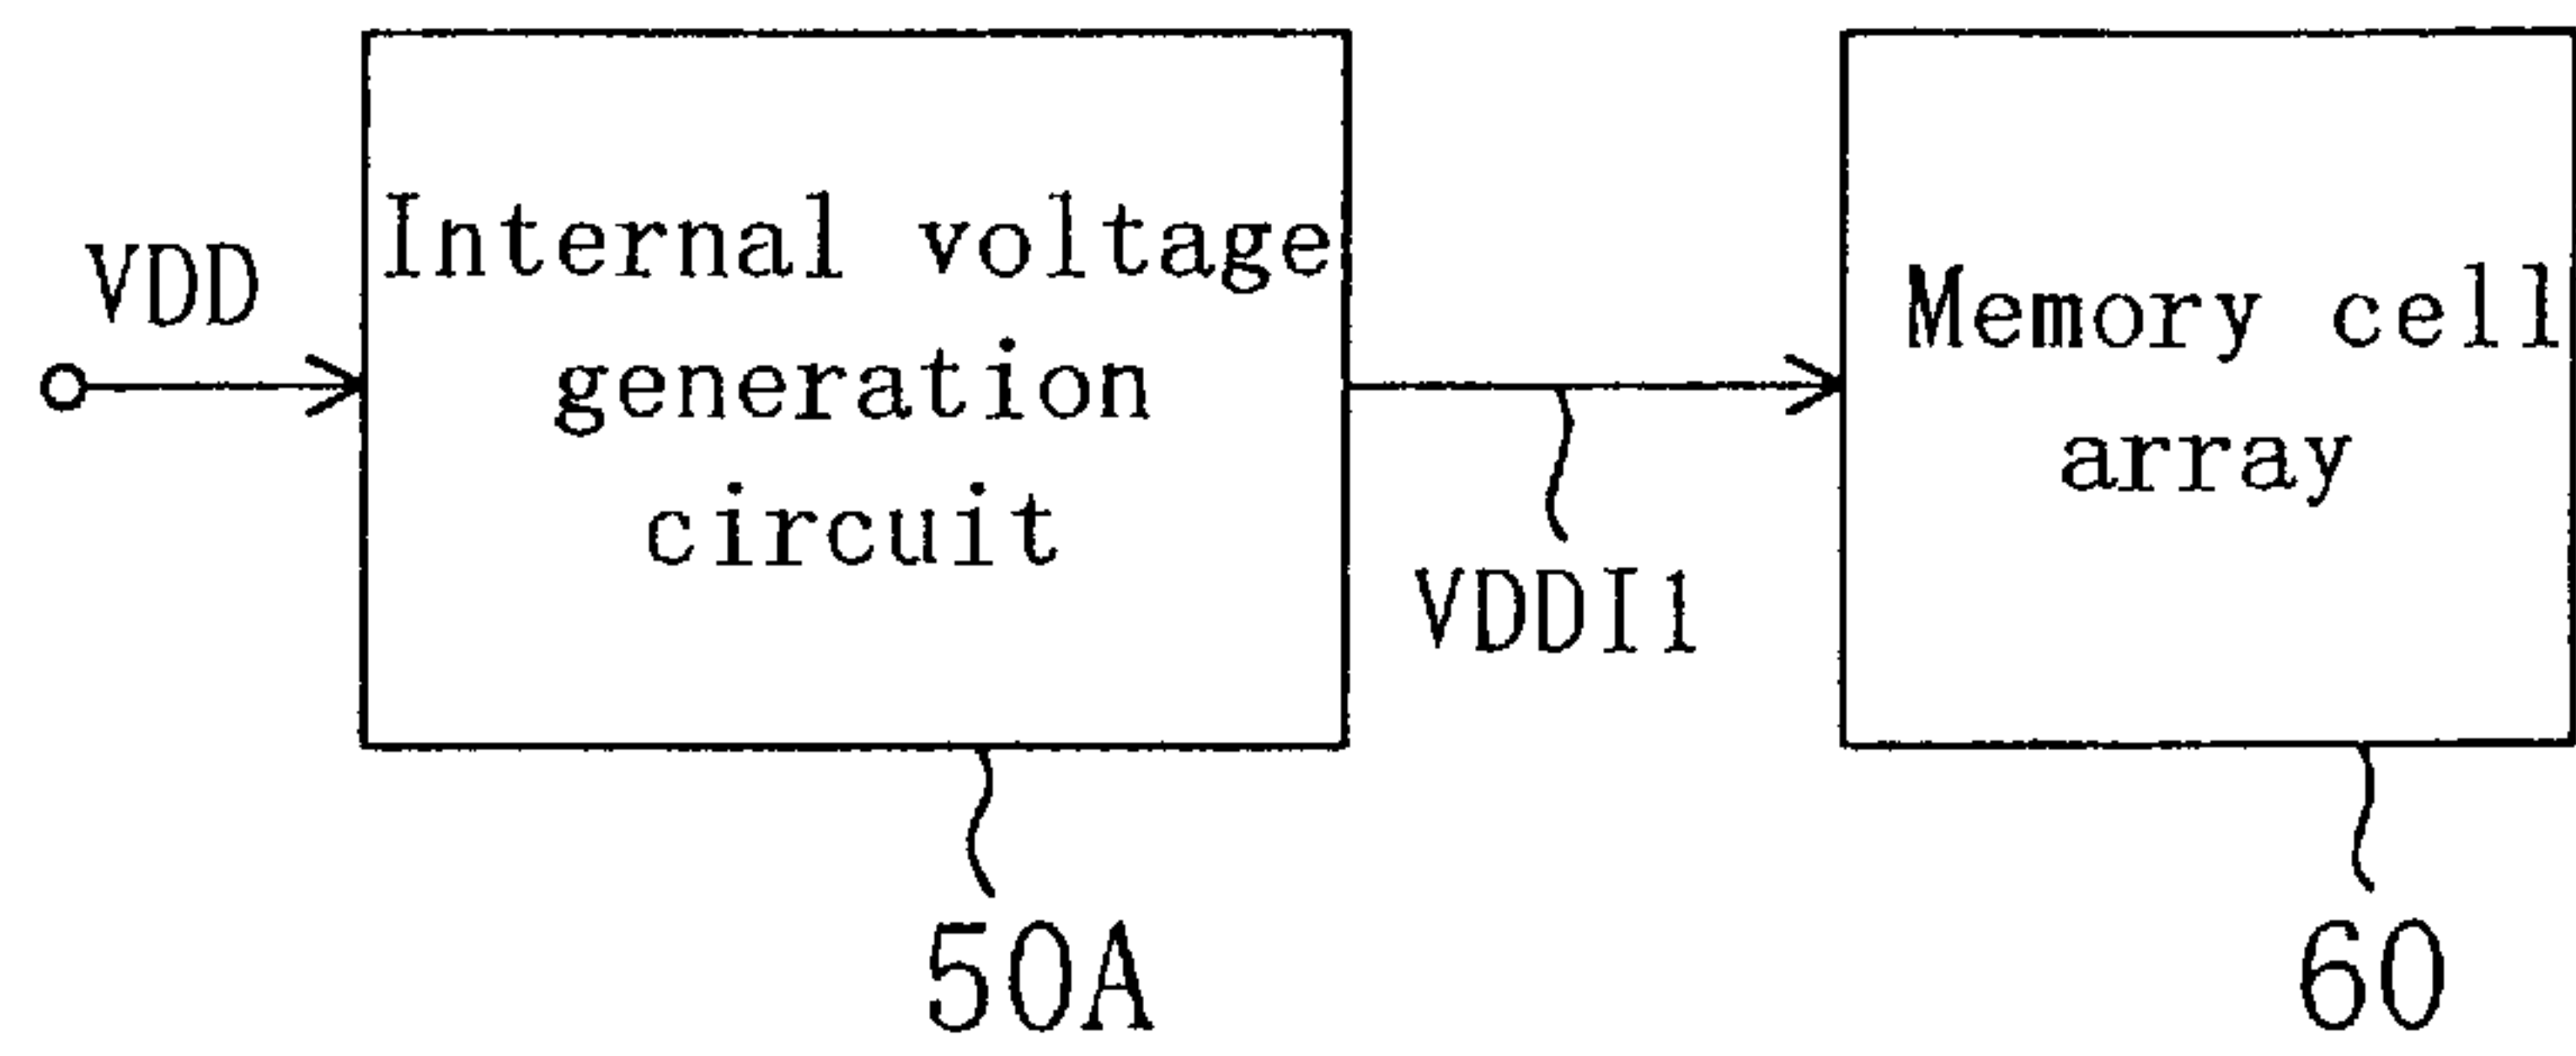 VDD
Internal voltage
generation
circuit
VDDI1
Memory cell
array
50A
60